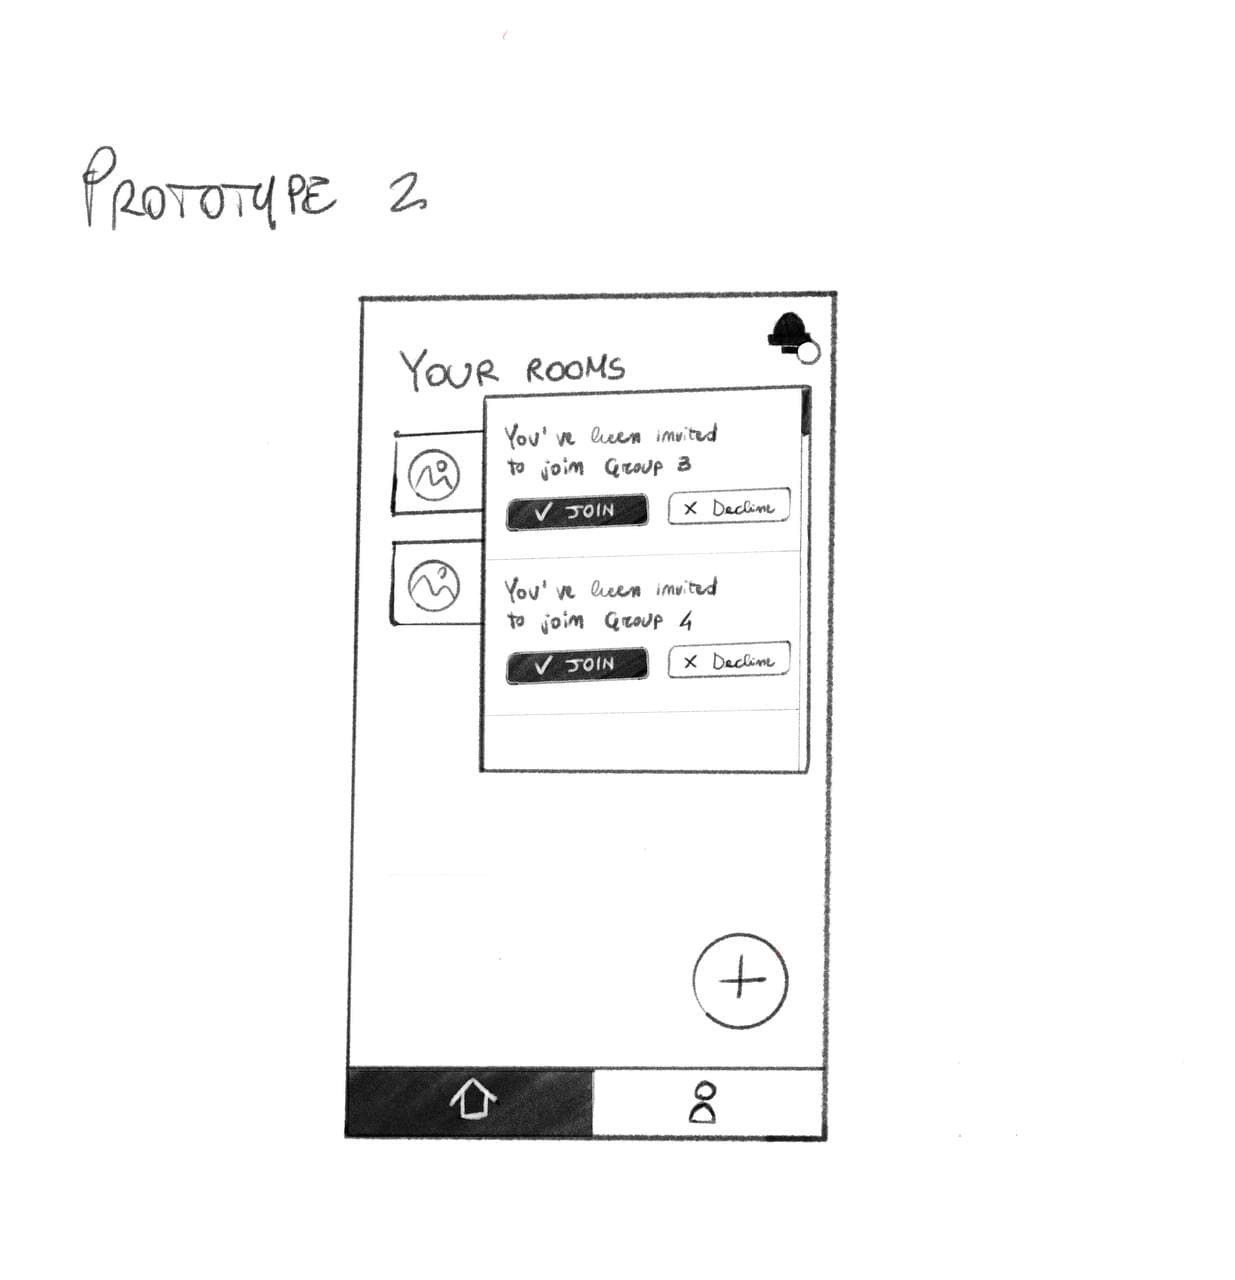 PROTOTYPE 2
YOUR ROOMS
You've been invited
to join Group 3
✓ JOIN
X Decline
You've been invited
to join Group 4
✓ JOIN
X Decline